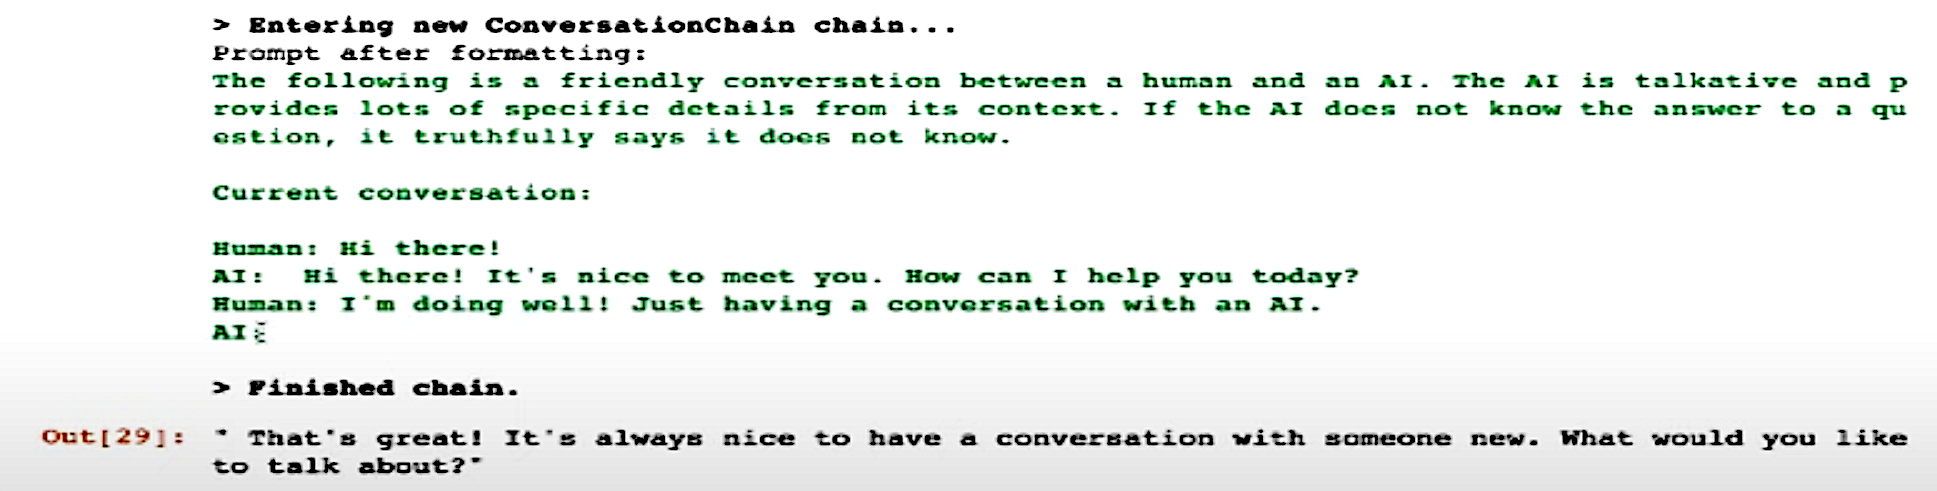 > Entering new ConversationChain chain...
Prompt after formatting:
The following is a friendly conversation between a human and an AI. The AI is talkative and p
rovides lots of specific details from its context. If the AI does not know the answer to a qu
estion, it truthfully says it does not know.
Current conversation:
Human: Hi there!
AI:  Hi there! It's nice to meet you. How can I help you today?
Human: I'm doing well! Just having a conversation with an AI.
AI:
> Finished chain.
Out[29]: " That's great! It's always nice to have a conversation with someone new. What would you like
to talk about?"